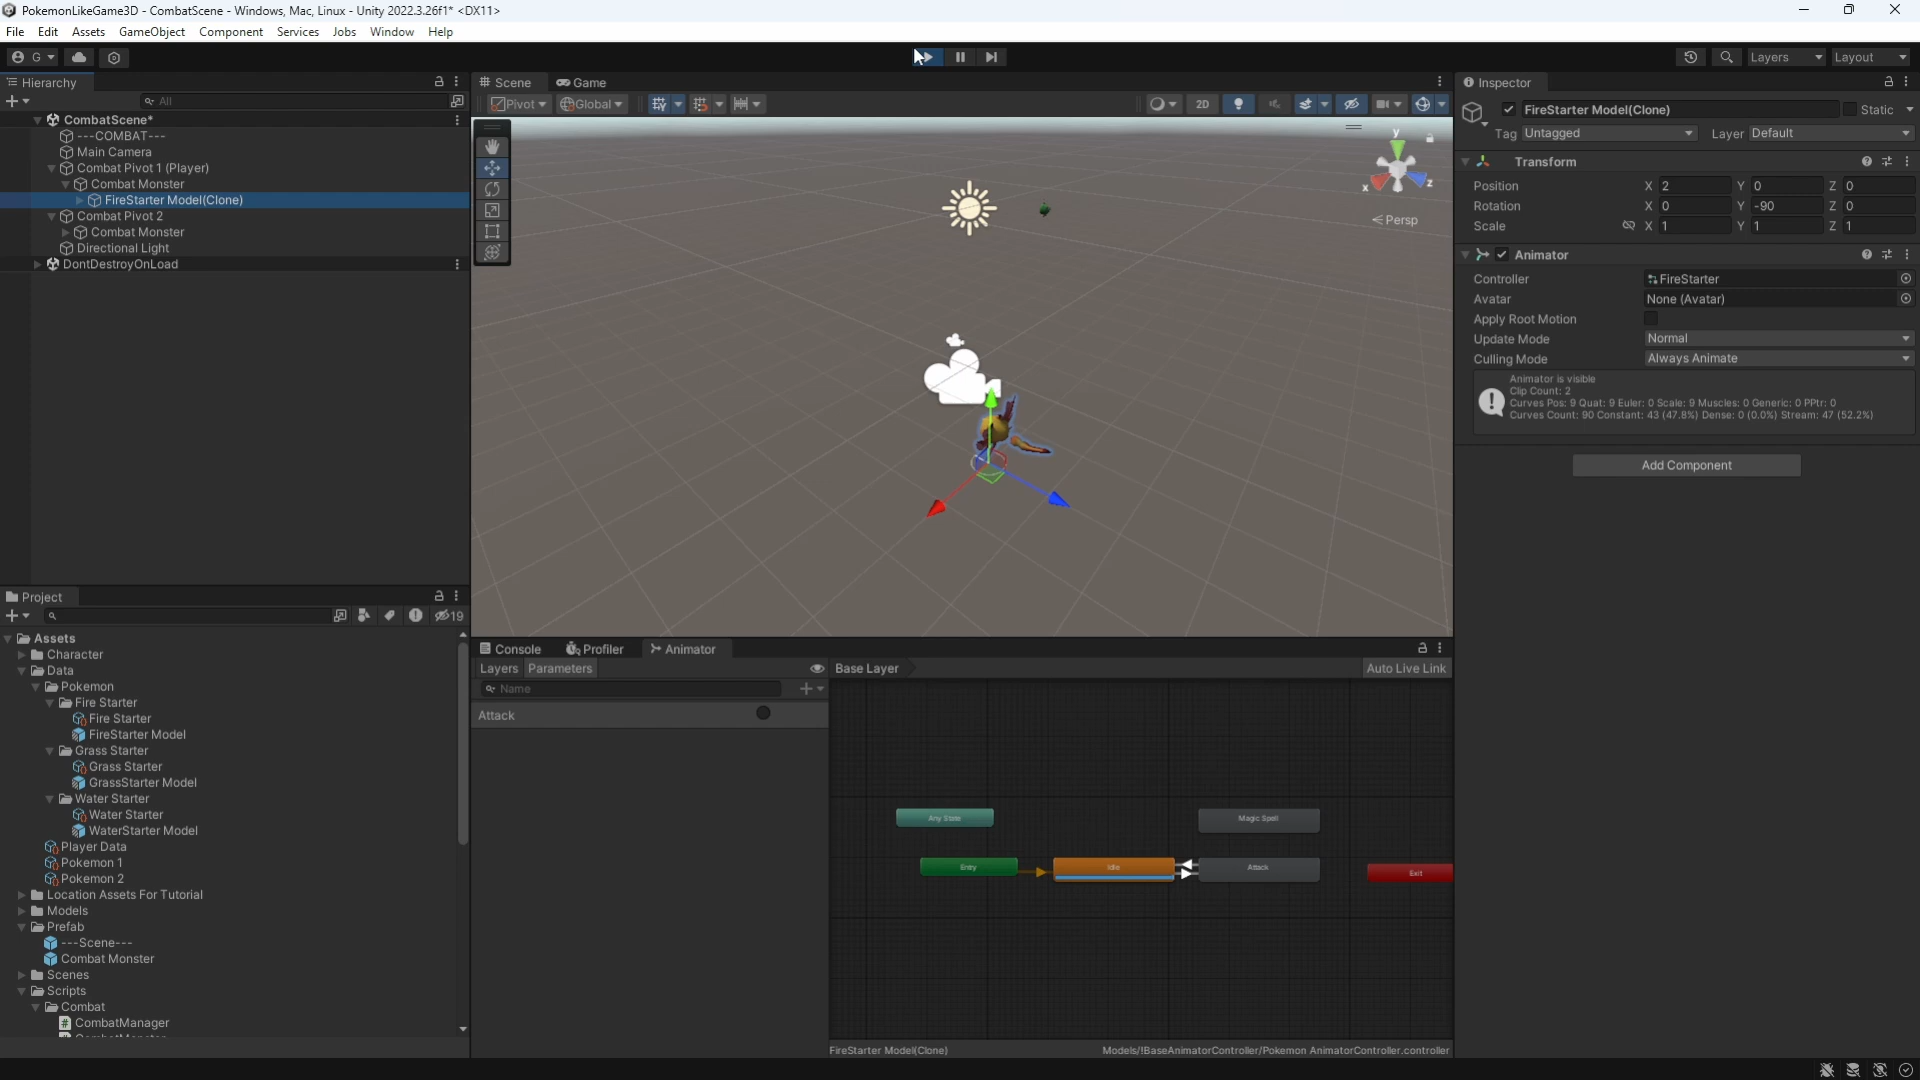 PokemonLikeGame3D - CombatScene - Windows, Mac, Linux - Unity 2022.3.26f1* <DX11>
File Edit Assets GameObject Component Services Jobs Window Help
G Layers Layout
Hierarchy
All
CombatScene*
---COMBAT---
Main Camera
Combat Pivot 1 (Player)
Combat Monster
FireStarter Model(Clone)
Combat Pivot 2
Combat Monster
Directional Light
DontDestroyOnLoad
Scene Game
Pivot Global 2D
y
x z
Persp
Inspector
FireStarter Model(Clone) Static
Tag Untagged Layer Default
Transform
Position X 2 Y 0 Z 0
Rotation X 0 Y -90 Z 0
Scale X 1 Y 1 Z 1
Animator
Controller FireStarter
Avatar None (Avatar)
Apply Root Motion
Update Mode Normal
Culling Mode Always Animate
Animator is visible
Clip Count: 2
Curves Pos: 9 Quat: 9 Euler: 0 Scale: 9 Muscles: 0 Generic: 0 PPtr: 0
Curves Count: 90 Constant: 43 (47.8%) Dense: 0 (0.0%) Stream: 47 (52.2%)
Add Component
Project
19
Assets
Character
Data
Pokemon
Fire Starter
Fire Starter
FireStarter Model
Grass Starter
Grass Starter
GrassStarter Model
Water Starter
Water Starter
WaterStarter Model
Player Data
Pokemon 1
Pokemon 2
Location Assets For Tutorial
Models
Prefab
---Scene---
Combat Monster
Scenes
Scripts
Combat
CombatManager
Console Profiler Animator
Layers Parameters Base Layer Auto Live Link
Name
Attack
Any State
Magic Spell
Entry
Idle
Attack
Exit
FireStarter Model(Clone) Models/!BaseAnimatorController/Pokemon AnimatorController.controller